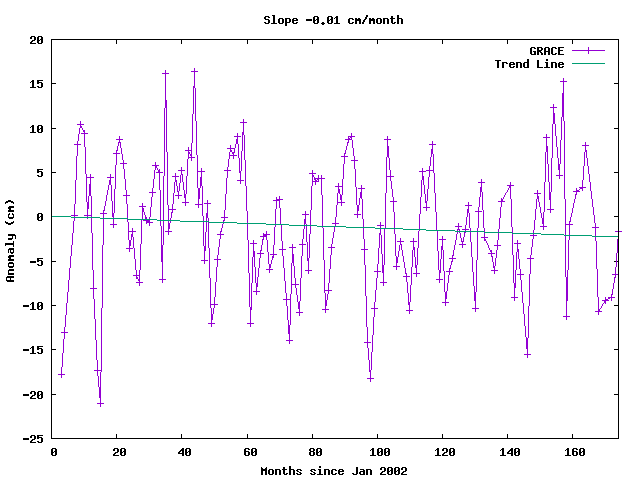 Slope -0.01 cm/month
GRACE
Trend Line
Anomaly (cm)
20
15
10
5
0
-5
-10
-15
-20
-25
0 20 40 60 80 100 120 140 160
Months since Jan 2002